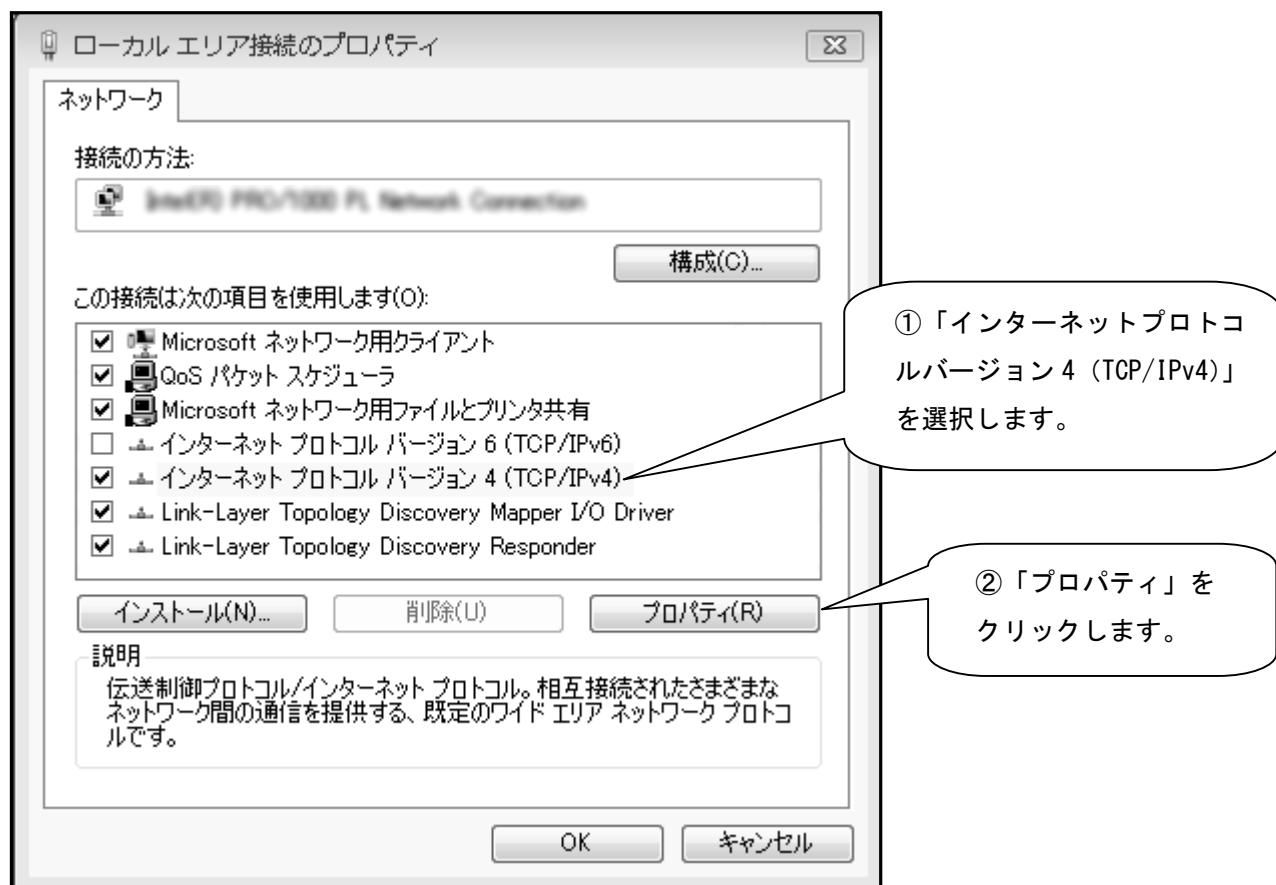 ローカル エリア接続のプロパティ
ネットワーク
接続の方法:
構成(C)...
この接続は次の項目を使用します(O):
Microsoft ネットワーク用クライアント
QoS パケット スケジューラ
Microsoft ネットワーク用ファイルとプリンタ共有
インターネット プロトコル バージョン 6 (TCP/IPv6)
インターネット プロトコル バージョン 4 (TCP/IPv4)
Link-Layer Topology Discovery Mapper I/O Driver
Link-Layer Topology Discovery Responder
インストール(N)...
削除(U)
プロパティ(R)
説明
伝送制御プロトコル/インターネット プロトコル。相互接続されたさまざまな
ネットワーク間の通信を提供する、既定のワイド エリア ネットワーク プロトコ
ルです。
OK
キャンセル
①「インターネットプロトコ
ルバージョン 4 (TCP/IPv4)」
を選択します。
②「プロパティ」を
クリックします。